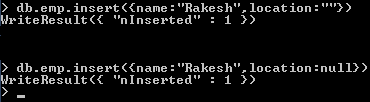 > db.emp.insert({name:"Rakesh",location:""})
WriteResult({ "nInserted" : 1 })
> db.emp.insert({name:"Rakesh",location:null})
WriteResult({ "nInserted" : 1 })
> _